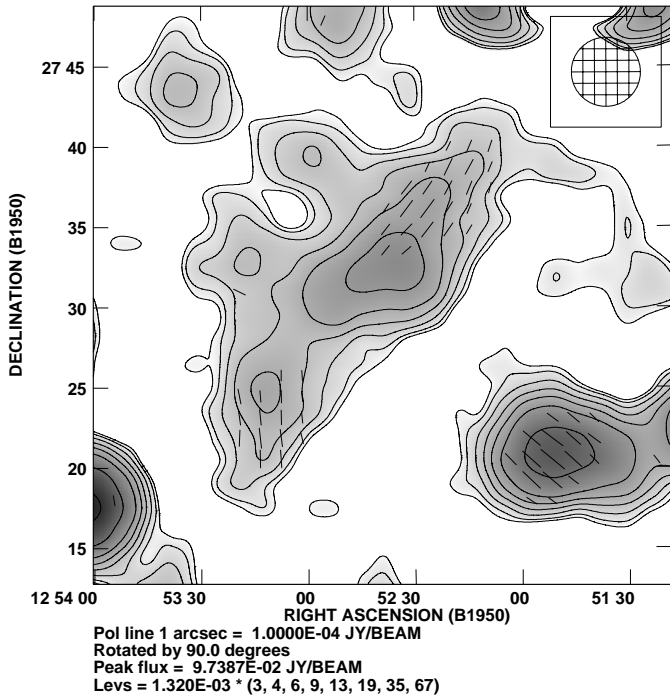 27 45
40
35
30
25
20
15
DECLINATION (B1950)
12 54 00 53 30 00 52 30 00 51 30
RIGHT ASCENSION (B1950)
Pol line 1 arcsec = 1.0000E-04 JY/BEAM
Rotated by 90.0 degrees
Peak flux = 9.7387E-02 JY/BEAM
Levs = 1.320E-03 * (3, 4, 6, 9, 13, 19, 35, 67)